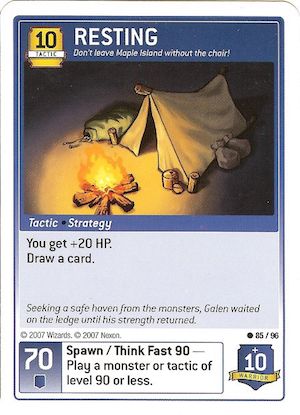 10
TACTIC
RESTING
Don't leave Maple Island without the chair!
Tactic • Strategy
You get +20 HP.
Draw a card.
Seeking a safe haven from the monsters, Galen waited
on the ledge until his strength returned.
© 2007 Wizards. © 2007 Nexon.
● 85 / 96
70
Spawn / Think Fast 90 —
Play a monster or tactic of
level 90 or less.
+
10
WARRIOR